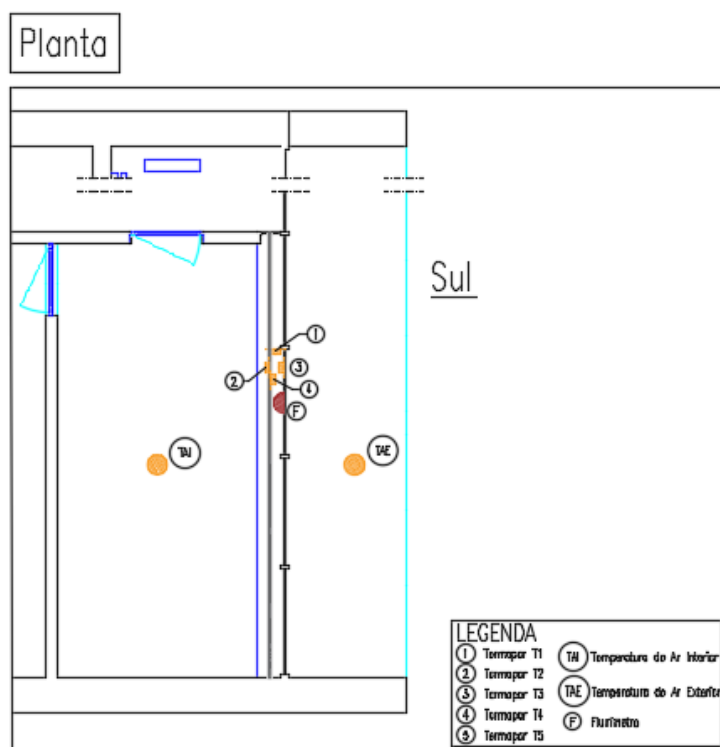 Planta
Sul
1
2
3
4
F
TAI
TAE
LEGENDA
1 Termopar T1
2 Termopar T2
3 Termopar T3
4 Termopar T4
5 Termopar T5
TAI Temperatura do Ar Interior
TAE Temperatura do Ar Exterior
F Fluxímetro